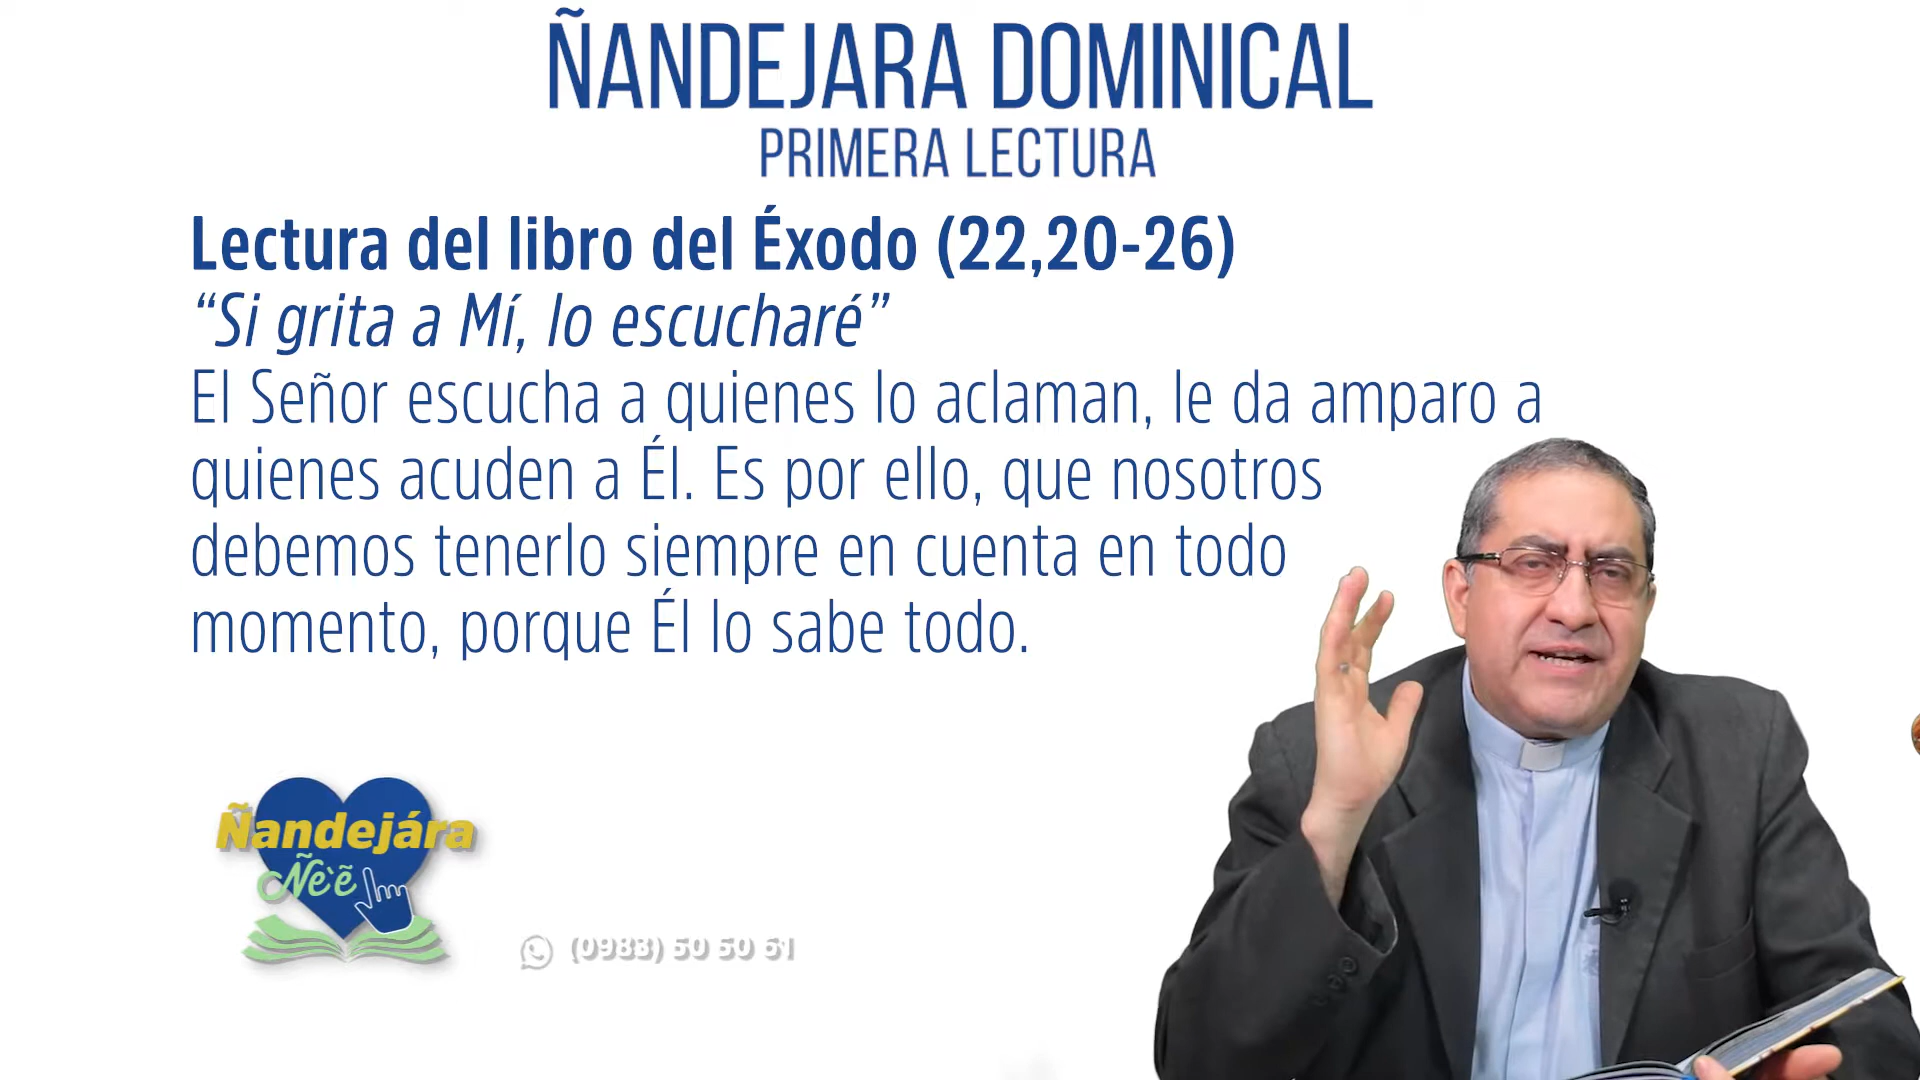 ÑANDEJARA DOMINICAL
PRIMERA LECTURA
Lectura del libro del Éxodo (22,20-26)
“Si grita a Mí, lo escucharé”
El Señor escucha a quienes lo aclaman, le da amparo a
quienes acuden a Él. Es por ello, que nosotros
debemos tenerlo siempre en cuenta en todo
momento, porque Él lo sabe todo.
Ñandejára
Ñe'ẽ
(0983) 50 50 51